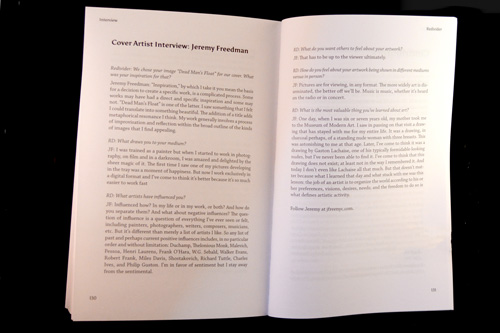 Interview
Cover Artist Interview: Jeremy Freedman
RD: We chose your image "Dead Man's Float" for our cover. What
was your inspiration for that?
Jeremy Freedman: "Inspiration," by which I take it you mean the basis
for a decision to create a specific work, is a complicated process. Some
works may have had a direct and specific inspiration and some may
not. "Dead Man's Float" is one of the latter. I saw something that I felt
I could translate into something beautiful. The addition of a title adds
metaphorical resonance I think. My work generally involves a process
of improvisation and reflection within the broad outline of the kinds
of images that I find appealing.
RD: What draws you to your medium?
JF: I was trained as a painter but when I started to work in photog-
raphy, on film and in a darkroom, I was amazed and delighted by the
sheer magic of it. The first time I saw one of my pictures developing
in the tray was a moment of happiness. But now I work exclusively in
a digital format and I've come to think it's better because it's so much
easier to work fast.
RD: What artists have influenced you?
JF: Influenced how? In my life or in my work, or both? And how do
you separate them? And what about negative influences? The ques-
tion of influence is a question of everything I've ever seen or felt,
including painters, photographers, writers, composers, musicians,
etc. But it's different than merely a list of artists I like. So any list of
past and perhaps current positive influences includes, in no particular
order and without limitation: Duchamp, Thelonious Monk, Malevich,
Pessoa, Henri Laurens, Frank O'Hara, W.G. Sebald, Walker Evans,
Robert Frank, Miles Davis, Shostakovich, Richard Tuttle, Charles
Ives, and Philip Guston. I'm in favor of sentiment but I stay away
from the sentimental.
150
RD: What do you want others to feel about your artwork?
JF: That has to be up to the viewer ultimately.
RD: How do you feel about your artwork being shown in different mediums
versus in person?
JF: Pictures are for viewing, in any format. The more widely art is dis-
seminated, the better off we'll be. Music is music, whether it's heard
on the radio or in concert.
RD: What is the most valuable thing you've learned about art?
JF: One day, when I was six or seven years old, my mother took me
to the Museum of Modern Art. I saw in passing on that visit a draw-
ing that has stayed with me for my entire life. It was a drawing, in
charcoal perhaps, of a standing nude woman with three breasts. This
was astonishing to me at that age. Later, I've come to think it was a
drawing by Gaston Lachaise, one of his typically formidable-looking
nudes, but I've never been able to find it. I've come to think that this
drawing does not exist, at least not in the way I remembered it. And
today I don't even like Lachaise all that much. But that doesn't mat-
ter because what I learned that day and what stuck with me was this
lesson: the job of an artist is to organize the world according to his or
her preferences, visions, desires, needs; and the freedom to do so is
what defines artists: artistry.